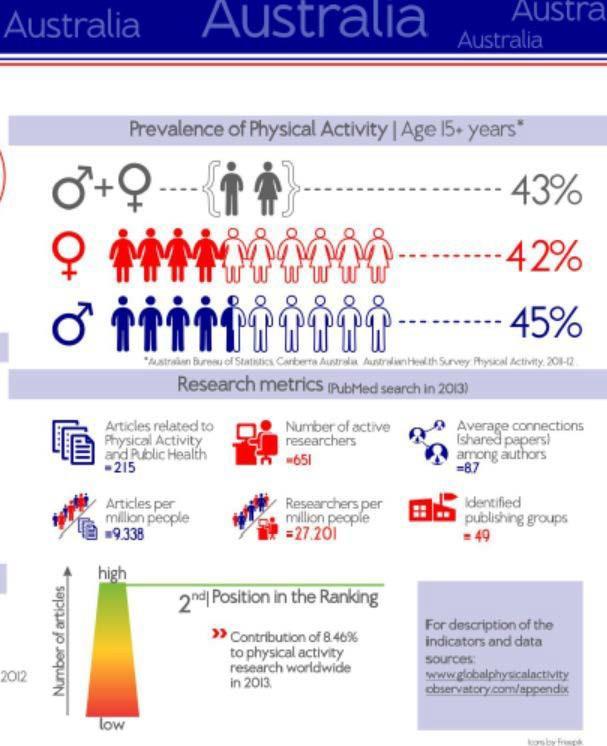 Australia
Australia
Austra
Australia
Prevalence of Physical Activity | Age 15+ years*
43%
42%
45%
*Australian Bureau of Statistics, Canberra Australia. Australian Health Survey: Physical Activity, 2011-12.
Research metrics (PubMed search in 2013)
Articles related to
Physical Activity
and Public Health
=215
Number of active
researchers
=651
Average connections
(shared papers)
among authors
=8.7
Articles per
million people
=9.338
Researchers per
million people
=27.201
Identified
publishing groups
= 49
Number of articles
high
low
2nd| Position in the Ranking
Contribution of 8.46%
to physical activity
research worldwide
in 2013.
For description of the
indicators and data
sources:
www.globalphysicalactivity
observatory.com/appendix
2012
Icons by Freepik